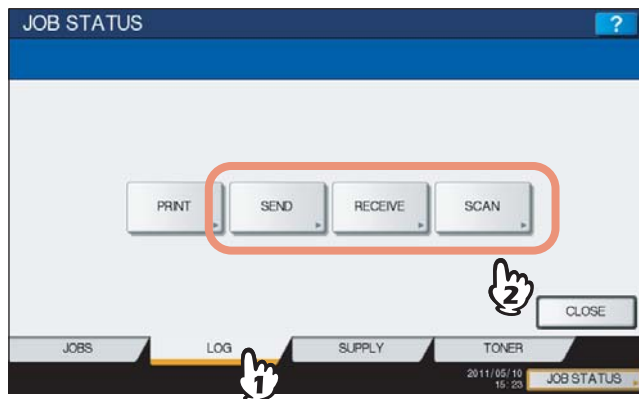 JOB STATUS ?
PRINT SEND RECEIVE SCAN
2
CLOSE
JOBS LOG SUPPLY TONER
1
2011/05/10
15:23
JOB STATUS